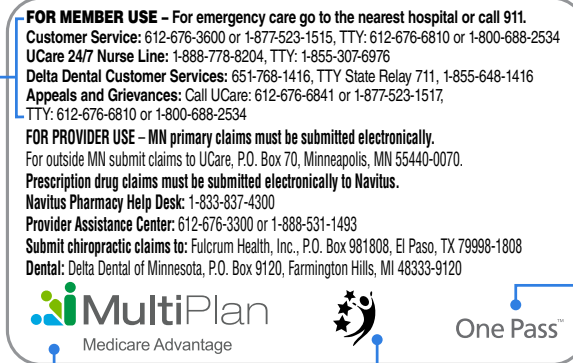 FOR MEMBER USE – For emergency care go to the nearest hospital or call 911.
Customer Service: 612-676-3600 or 1-877-523-1515, TTY: 612-676-6810 or 1-800-688-2534
UCare 24/7 Nurse Line: 1-888-778-8204, TTY: 1-855-307-6976
Delta Dental Customer Services: 651-768-1416, TTY State Relay 711, 1-855-648-1416
Appeals and Grievances: Call UCare: 612-676-6841 or 1-877-523-1517,
TTY: 612-676-6810 or 1-800-688-2534
FOR PROVIDER USE – MN primary claims must be submitted electronically.
For outside MN submit claims to UCare, P.O. Box 70, Minneapolis, MN 55440-0070.
Prescription drug claims must be submitted electronically to Navitus.
Navitus Pharmacy Help Desk: 1-833-837-4300
Provider Assistance Center: 612-676-3300 or 1-888-531-1493
Submit chiropractic claims to: Fulcrum Health, Inc., P.O. Box 981808, El Paso, TX 79998-1808
Dental: Delta Dental of Minnesota, P.O. Box 9120, Farmington Hills, MI 48333-9120
MultiPlan
Medicare Advantage
One Pass™